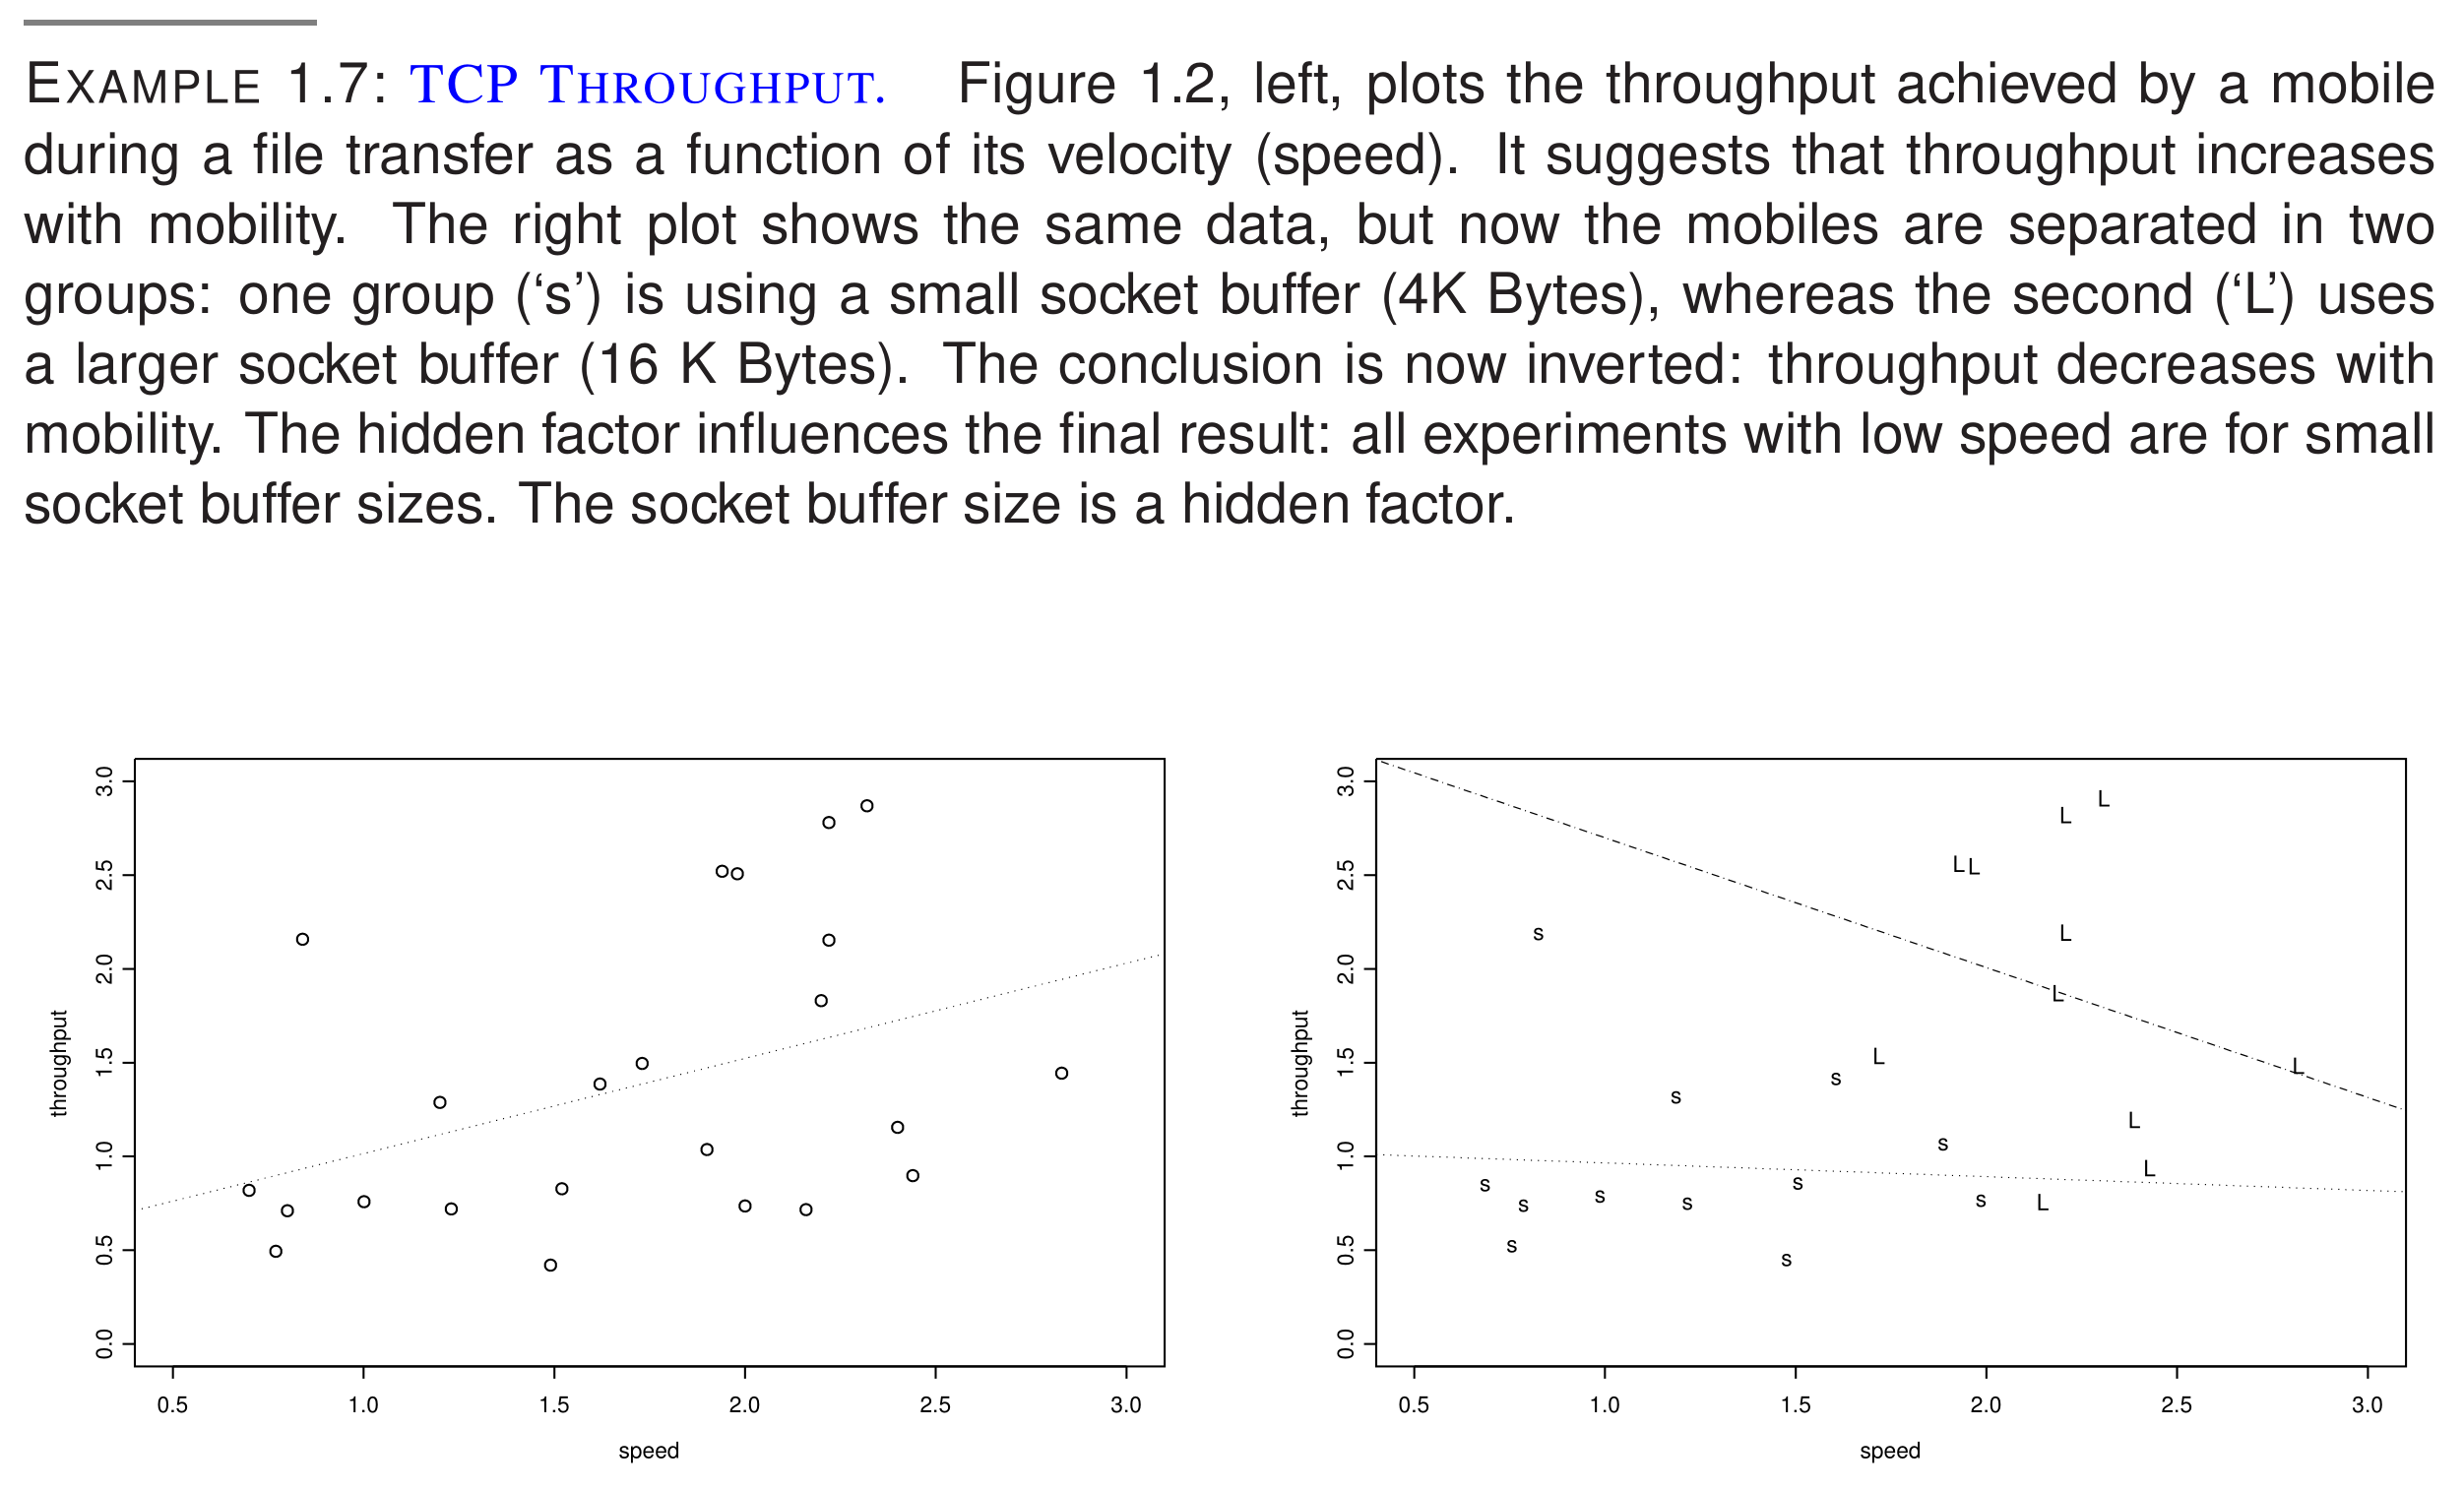 EXAMPLE 1.7: TCP THROUGHPUT. Figure 1.2, left, plots the throughput achieved by a mobile
during a file transfer as a function of its velocity (speed). It suggests that throughput increases
with mobility. The right plot shows the same data, but now the mobiles are separated in two
groups: one group (‘s’) is using a small socket buffer (4K Bytes), whereas the second (‘L’) uses
a larger socket buffer (16 K Bytes). The conclusion is now inverted: throughput decreases with
mobility. The hidden factor influences the final result: all experiments with low speed are for small
socket buffer sizes. The socket buffer size is a hidden factor.
throughput
3.0
2.5
2.0
1.5
1.0
0.5
0.0
0.5 1.0 1.5 2.0 2.5 3.0
speed
throughput
3.0
2.5
2.0
1.5
1.0
0.5
0.0
L
L
L L
s
L
L
L
L
s
s
L
s
L
s
s
s
s
s
s
L
s
s
0.5 1.0 1.5 2.0 2.5 3.0
speed